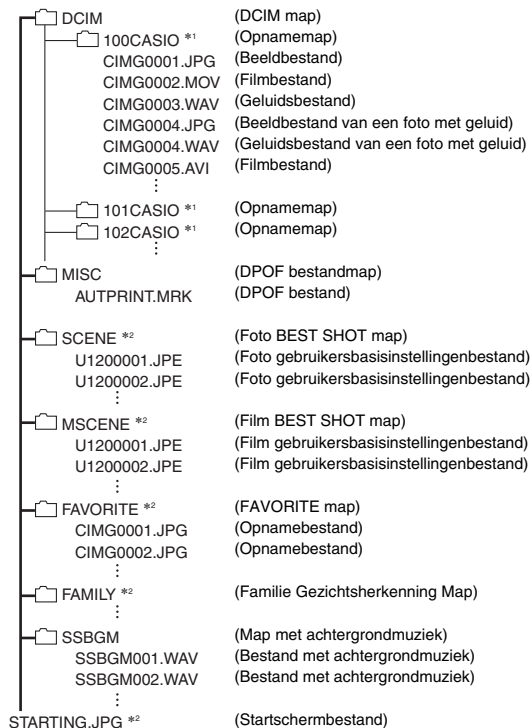 DCIM (DCIM map)
100CASIO *1 (Opnamemap)
CIMG0001.JPG (Beeldbestand)
CIMG0002.MOV (Filmbestand)
CIMG0003.WAV (Geluidsbestand)
CIMG0004.JPG (Beeldbestand van een foto met geluid)
CIMG0004.WAV (Geluidsbestand van een foto met geluid)
CIMG0005.AVI (Filmbestand)
101CASIO *1 (Opnamemap)
102CASIO *1 (Opnamemap)
MISC (DPOF bestandmap)
AUTPRINT.MRK (DPOF bestand)
SCENE *2 (Foto BEST SHOT map)
U1200001.JPE (Foto gebruikersbasisinstellingenbestand)
U1200002.JPE (Foto gebruikersbasisinstellingenbestand)
MSCENE *2 (Film BEST SHOT map)
U1200001.JPE (Film gebruikersbasisinstellingenbestand)
U1200002.JPE (Film gebruikersbasisinstellingenbestand)
FAVORITE *2 (FAVORITE map)
CIMG0001.JPG (Opnamebestand)
CIMG0002.JPG (Opnamebestand)
FAMILY *2 (Familie Gezichtsherkenning Map)
SSBGM (Map met achtergrondmuziek)
SSBGM001.WAV (Bestand met achtergrondmuziek)
SSBGM002.WAV (Bestand met achtergrondmuziek)
STARTING.JPG *2 (Startschermbestand)